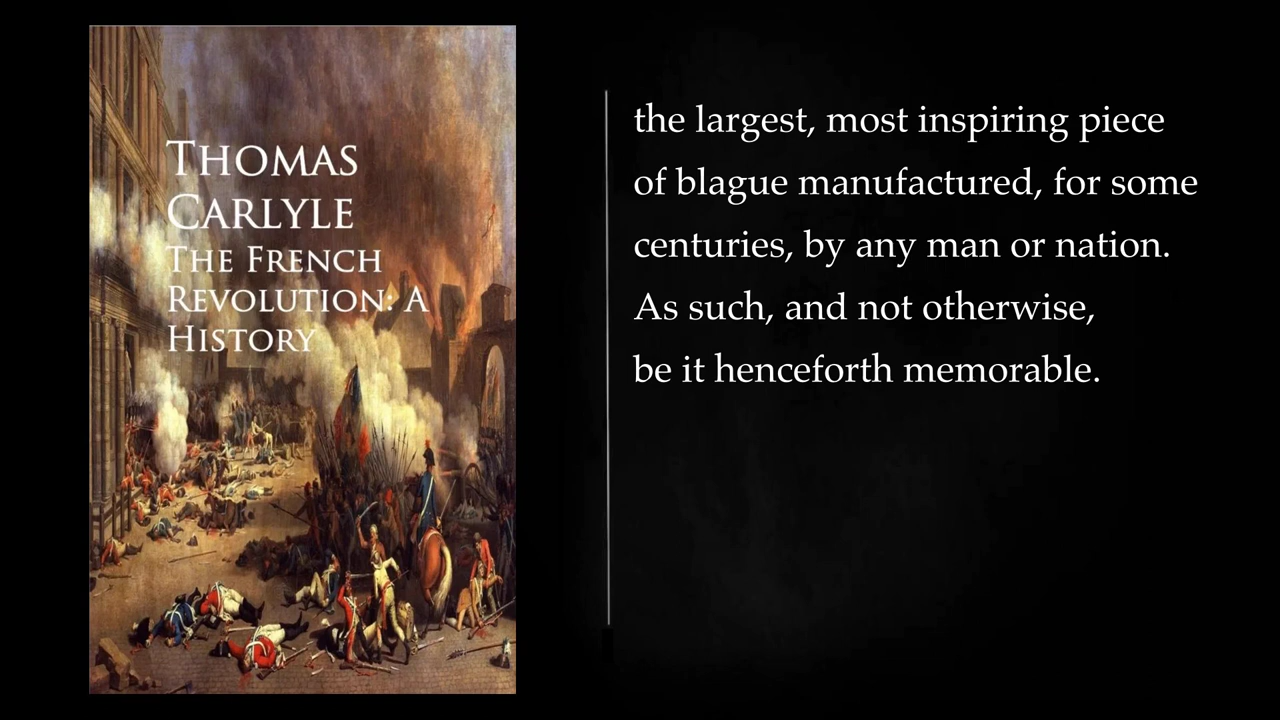 THOMAS
CARLYLE
THE FRENCH
REVOLUTION: A
HISTORY
the largest, most inspiring piece
of blague manufactured, for some
centuries, by any man or nation.
As such, and not otherwise,
be it henceforth memorable.